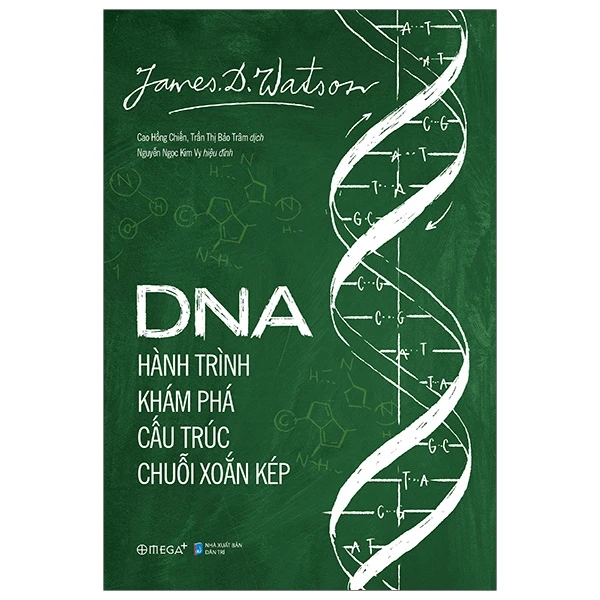 James. D. Watson
Cao Hồng Chiến, Trần Thị Bảo Trâm dịch
Nguyễn Ngọc Kim Vy hiệu đính
DNA
HÀNH TRÌNH
KHÁM PHÁ
CẤU TRÚC
CHUỖI XOẮN KÉP
OMEGA+
NHÀ XUẤT BẢN
DÂN TRÍ
A T
A T
C G
A T
T A
G C
C G
C G
A T
T A
G C
T A
C G
A T
N
H
H
N
H
N
H